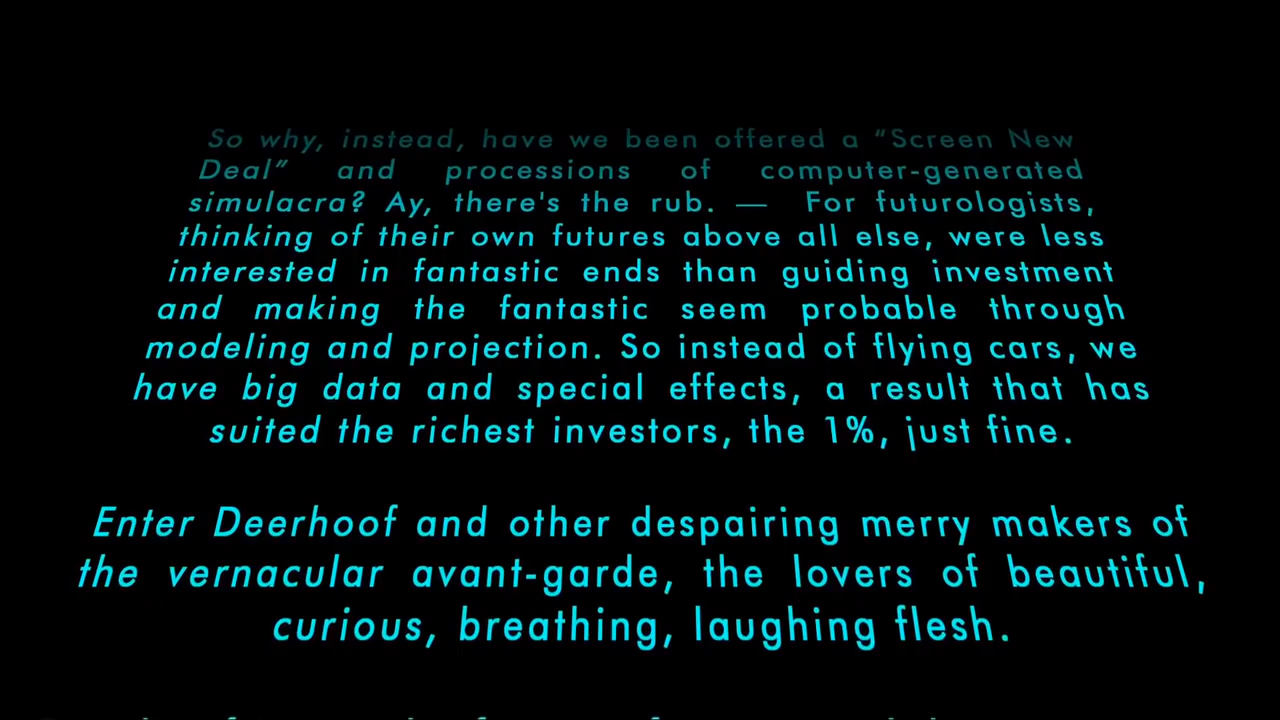 So why, instead, have we been offered a “Screen New
Deal” and processions of computer-generated
simulacra? Ay, there's the rub. — For futurologists,
thinking of their own futures above all else, were less
interested in fantastic ends than guiding investment
and making the fantastic seem probable through
modeling and projection. So instead of flying cars, we
have big data and special effects, a result that has
suited the richest investors, the 1%, just fine.
Enter Deerhoof and other despairing merry makers of
the vernacular avant-garde, the lovers of beautiful,
curious, breathing, laughing flesh.